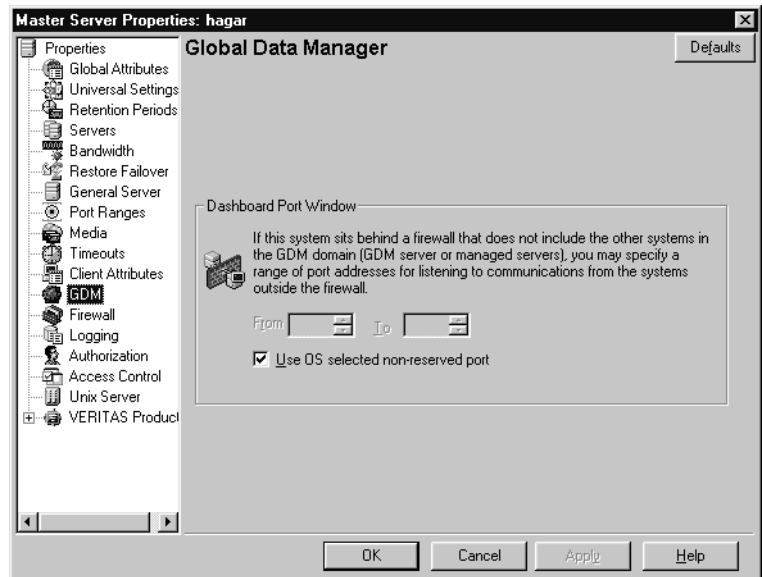 Master Server Properties: hagar
Properties
Global Attributes
Universal Settings
Retention Periods
Servers
Bandwidth
Restore Failover
General Server
Port Ranges
Media
Timeouts
Client Attributes
GDM
Firewall
Logging
Authorization
Access Control
Unix Server
VERITAS Product
Global Data Manager
Defaults
Dashboard Port Window
If this system sits behind a firewall that does not include the other systems in
the GDM domain (GDM server or managed servers), you may specify a
range of port addresses for listening to communications from the systems
outside the firewall.
From To
Use OS selected non-reserved port
OK Cancel Apply Help